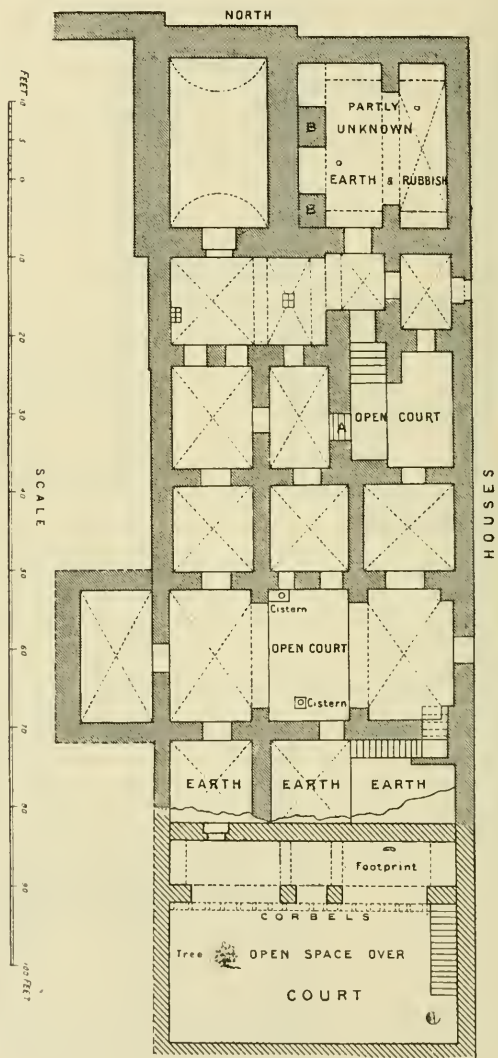 NORTH
PARTLY
UNKNOWN
B
EARTH & RUBBISH
B
FEET 10
5
0
10
20
30
40
50
60
70
80
90
100 FEET
SCALE
HOUSES
A
OPEN COURT
Cistern
OPEN COURT
Cistern
EARTH
EARTH
EARTH
Footprint
CORBELS
Tree
OPEN SPACE OVER
COURT